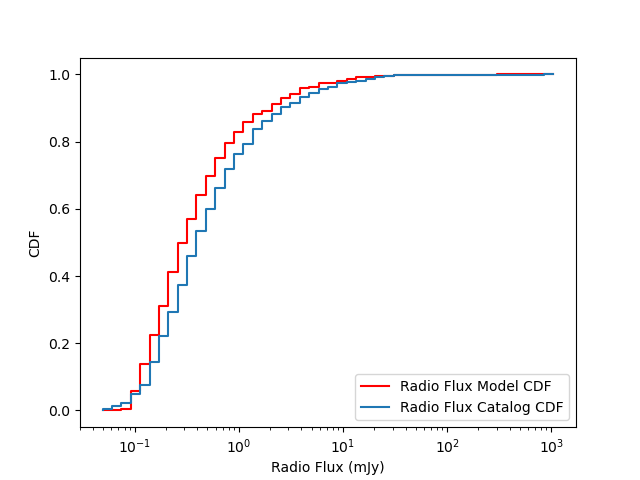 1.0
0.8
0.6
0.4
0.2
0.0
CDF
10⁻¹ 10⁰ 10¹ 10² 10³
Radio Flux (mJy)
Radio Flux Model CDF
Radio Flux Catalog CDF